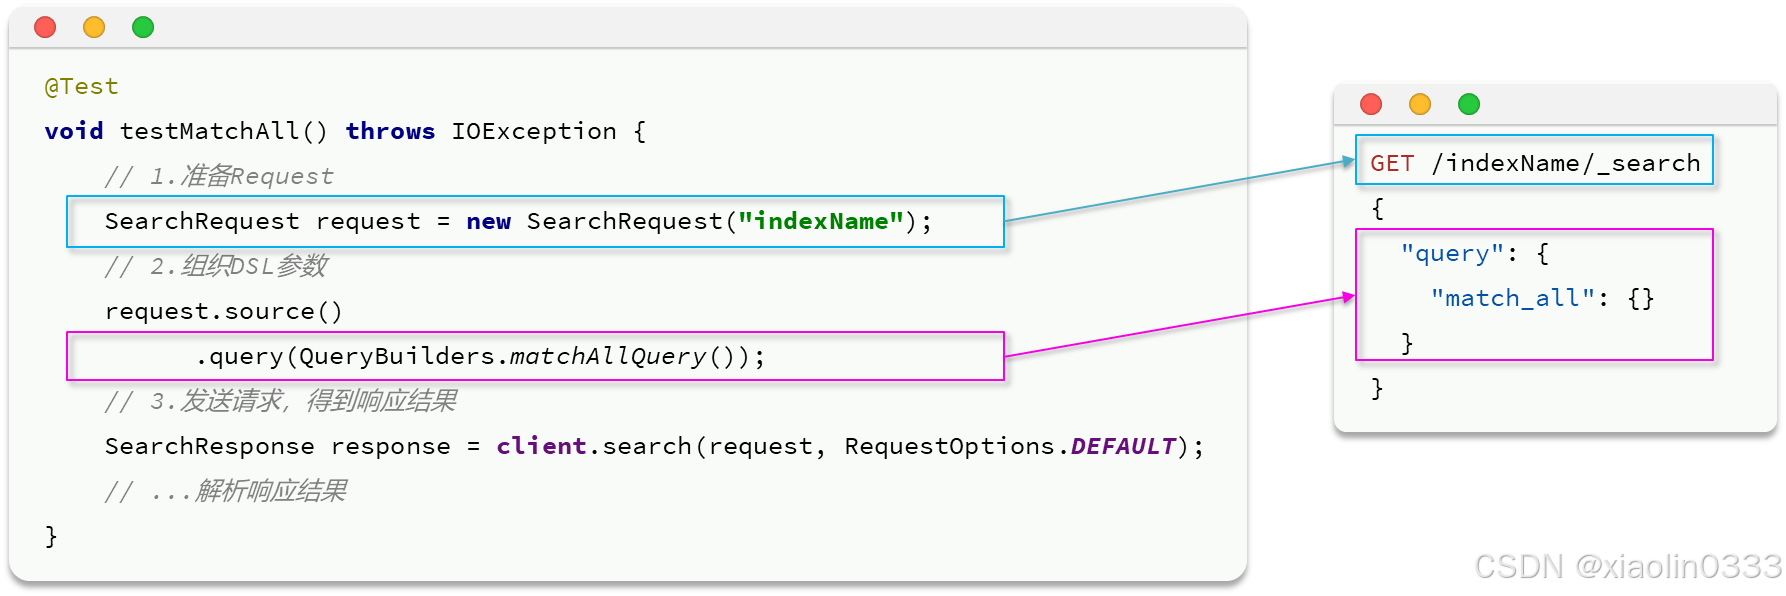 @Test
void testMatchAll() throws IOException {
    // 1.准备Request
    SearchRequest request = new SearchRequest("indexName");
    // 2.组织DSL参数
    request.source()
          .query(QueryBuilders.matchAllQuery());
    // 3.发送请求，得到响应结果
    SearchResponse response = client.search(request, RequestOptions.DEFAULT);
    // ...解析响应结果
}
GET /indexName/_search
{
  "query": {
    "match_all": {}
  }
}
CSDN @xiaolin0333